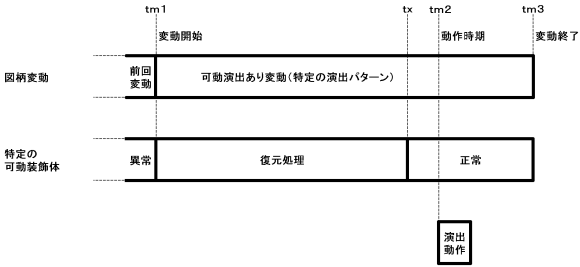 tm1
tx
tm2
tm3
変動開始
動作時期
変動終了
図柄変動
前回
変動
可動演出あり変動(特定の演出パターン)
特定の
可動装飾体
異常
復元処理
正常
演出
動作